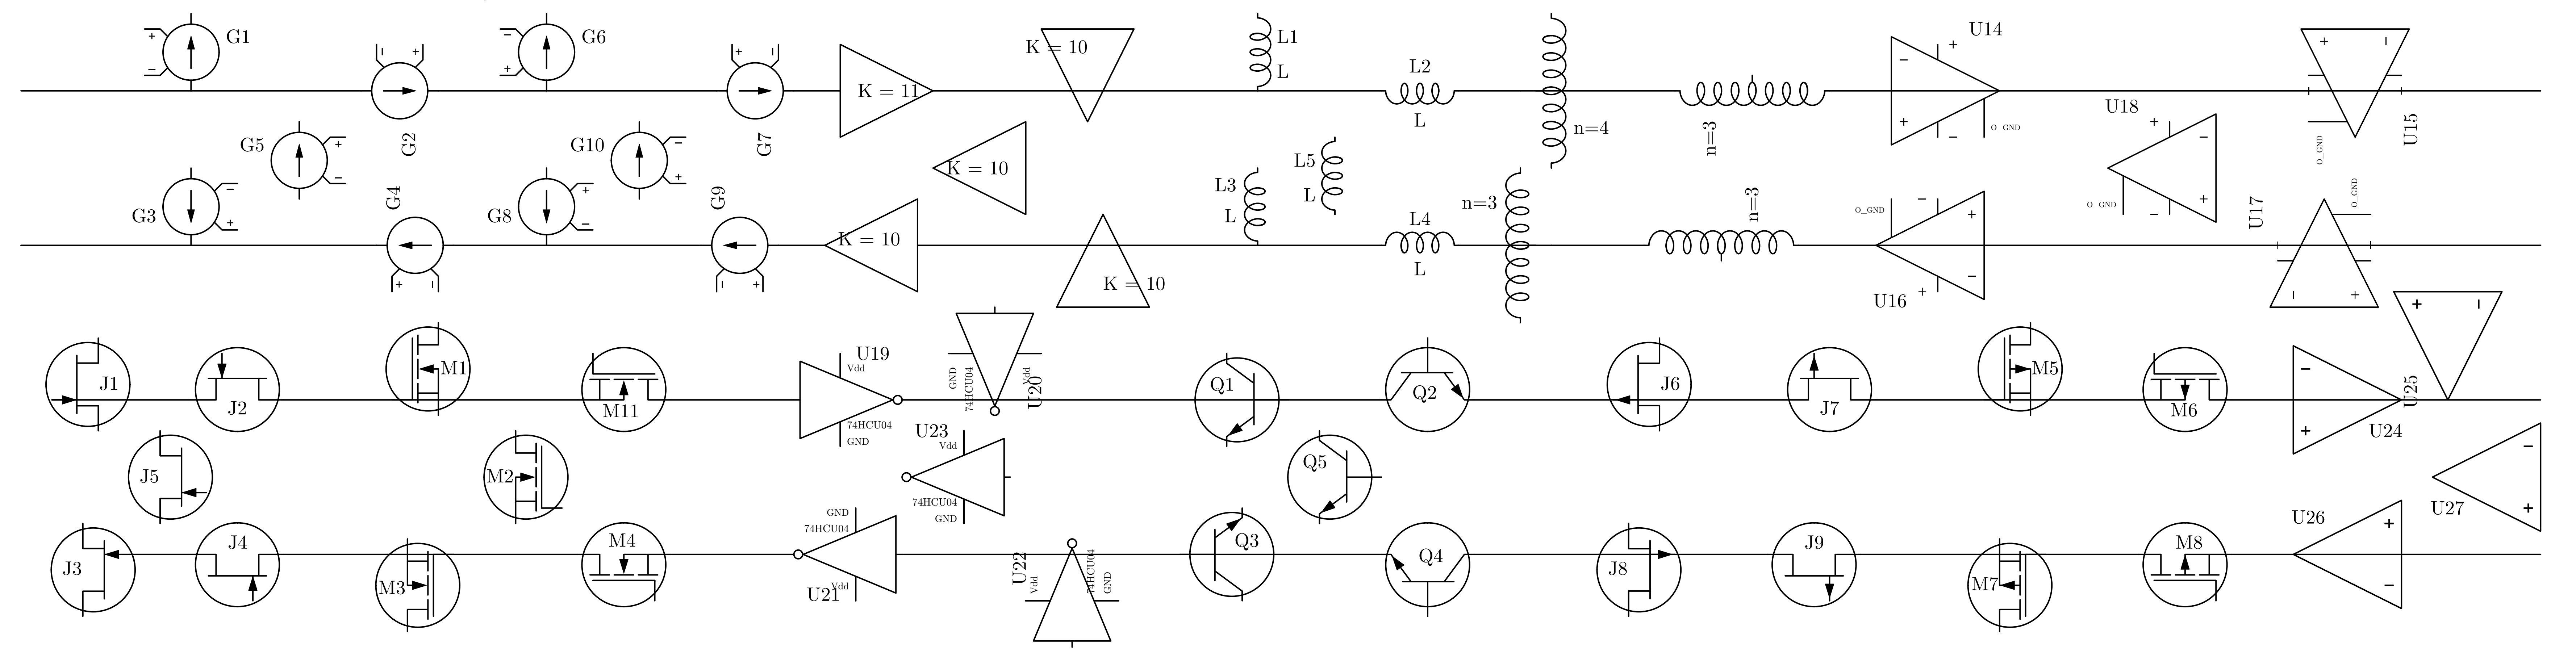 G1
G6
L1
U14
K = 10
L
L2
K = 11
L
G2
G7
n=4
n=3
O_GND
U18
U15
O_GND
G5
G10
K = 10
L5
L
G3
G4
G8
G9
K = 10
L3
L
L4
L
n=3
n=3
O_GND
U16
O_GND
U17
O_GND
K = 10
J1
J2
M1
M11
U19
Vdd
74HCU04
GND
GND
74HCU04
Vdd
U20
Q1
Q2
J6
J7
M5
M6
U24
U25
J5
M2
U23
Vdd
74HCU04
GND
Q5
U27
J3
J4
M3
M4
GND
74HCU04
Vdd
U21
U22
Vdd
74HCU04
GND
Q3
Q4
J8
J9
M7
M8
U26